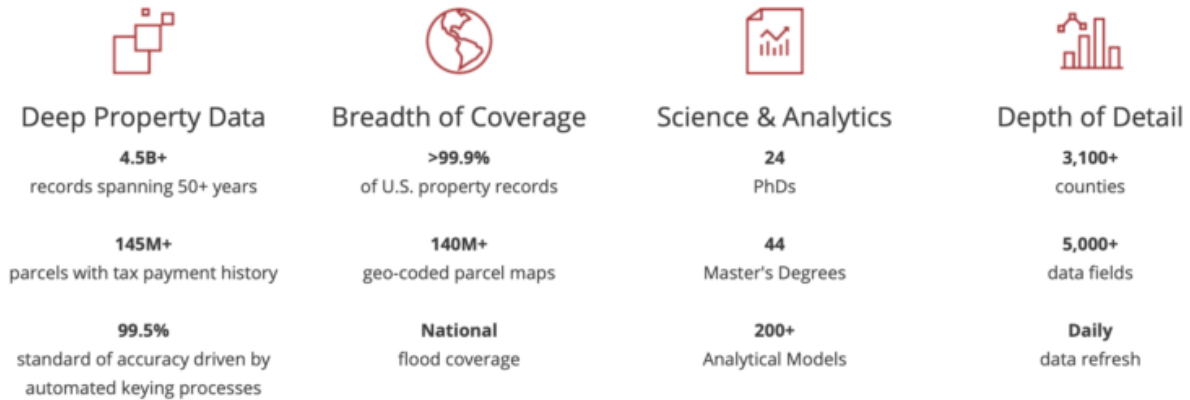 Deep Property Data
4.5B+
records spanning 50+ years
145M+
parcels with tax payment history
99.5%
standard of accuracy driven by
automated keying processes
Breadth of Coverage
>99.9%
of U.S. property records
140M+
geo-coded parcel maps
National
flood coverage
Science & Analytics
24
PhDs
44
Master's Degrees
200+
Analytical Models
Depth of Detail
3,100+
counties
5,000+
data fields
Daily
data refresh